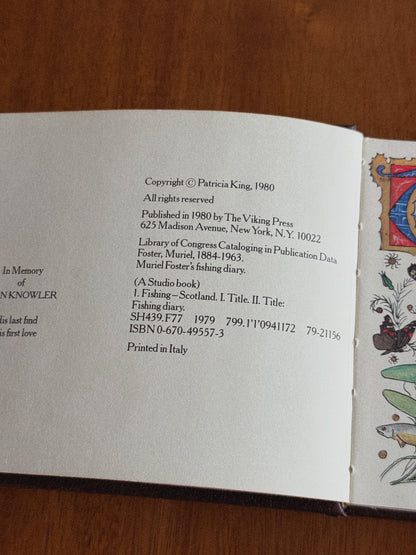 Copyright © Patricia King, 1980
All rights reserved
Published in 1980 by The Viking Press
625 Madison Avenue, New York, N.Y. 10022
Library of Congress Cataloging in Publication Data
Foster, Muriel, 1884-1963.
Muriel Foster's fishing diary.
(A Studio book)
1. Fishing—Scotland. I. Title. II. Title:
Fishing diary.
SH439.F77 1979 799.1'1'0941172 79-21156
ISBN 0-670-49557-3
Printed in Italy
In Memory
of
NKNOWLER
last find
first love